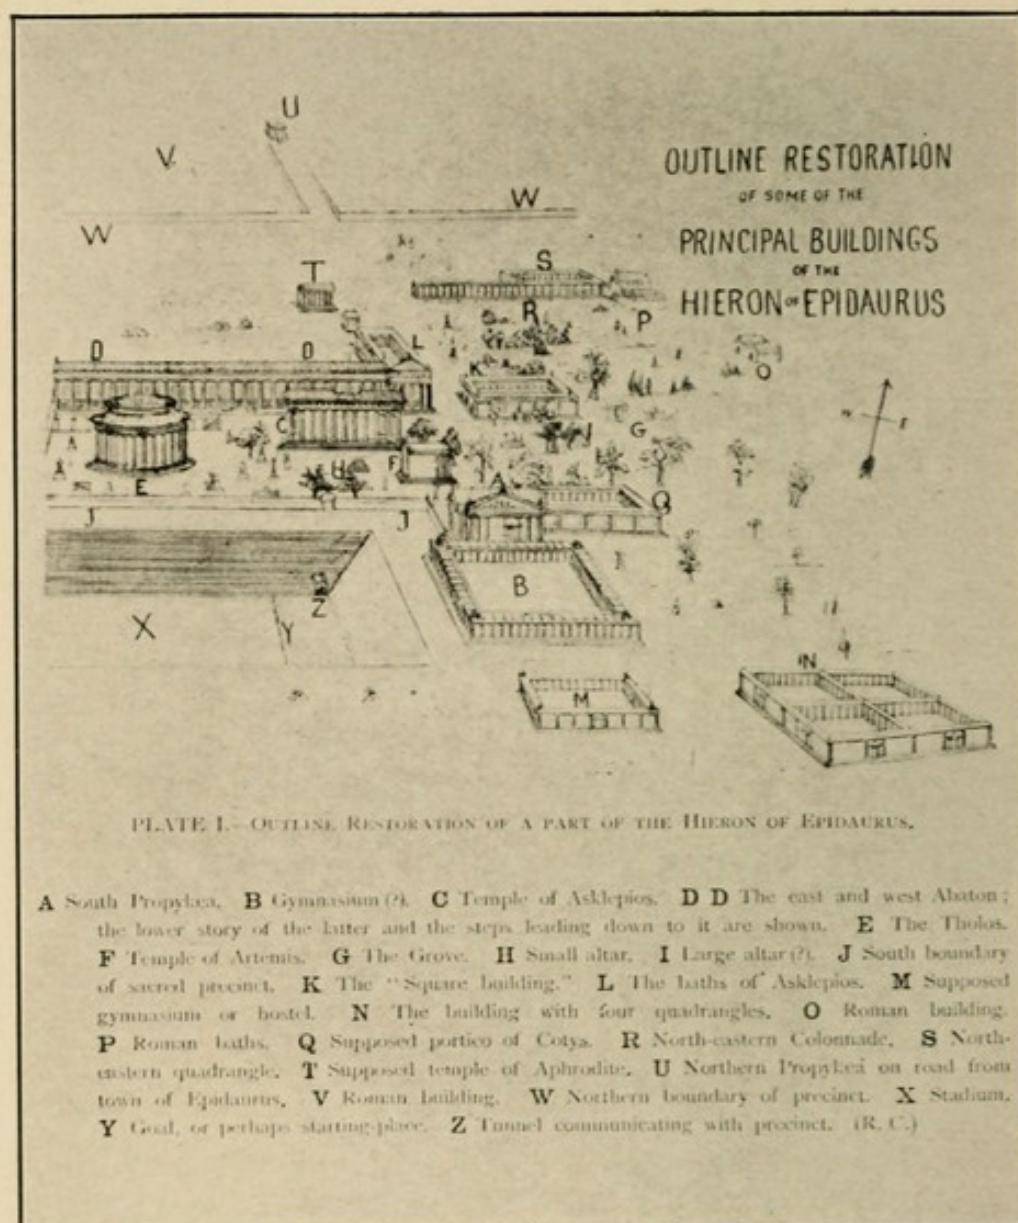 U
V
OUTLINE RESTORATION
OF SOME OF THE
W
W
PRINCIPAL BUILDINGS
OF THE
T
S
HIERON OF EPIDAURUS
R
P
D
D
L
O
K
C
G
I
N
E
F
H
A
E
Q
J
J
B
Z
X
Y
N
M
PLATE I.—OUTLINE RESTORATION OF A PART OF THE HIERON OF EPIDAURUS.
A South Propylæa. B Gymnasium (?). C Temple of Asklepios. D D The east and west Abaton;
the lower story of the latter and the steps leading down to it are shown. E The Tholos.
F Temple of Artemis. G The Grove. H Small altar. I Large altar (?). J South boundary
of sacred precinct. K The "Square building." L The baths of Asklepios. M Supposed
gymnasium or hostel. N The building with four quadrangles. O Roman building.
P Roman baths. Q Supposed portico of Cotys. R North-eastern Colonnade. S North-
eastern quadrangle. T Supposed temple of Aphrodite. U Northern Propylæa on road from
town of Epidaurus. V Roman building. W Northern boundary of precinct. X Stadium.
Y Goal, or perhaps starting-place. Z Tunnel communicating with precinct. (R. C.)